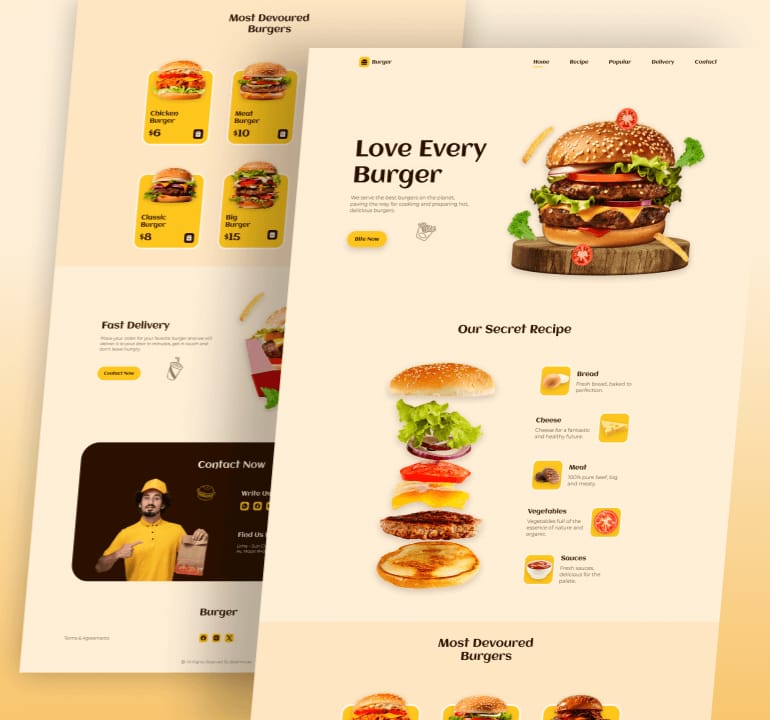 Most Devoured
Burgers
Chicken
Burger
$6
Meat
Burger
$10
Classic
Burger
$8
Big
Burger
$15
Fast Delivery
Place your order for your favorite burger and we will
deliver it to your door in minutes, get in touch and
don't leave hungry.
Contact Now
Contact Now
Write Us
Find Us
Lima - Sun Ci
Burger
Terms & Agreements
© All Rights Reserved By
Burger
Home
Recipe
Popular
Delivery
Contact
Love Every
Burger
We serve the best burgers on the planet,
paving the way for cooking and preparing hot,
delicious burgers.
Bite Now
Our Secret Recipe
Bread
Fresh bread, baked to
perfection.
Cheese
Cheese for a fantastic
and healthy future.
Meat
100% pure beef, big
and meaty.
Vegetables
Vegetables full of the
essence of nature and
organic.
Sauces
Fresh sauces,
delicious for the
palate.
Most Devoured
Burgers